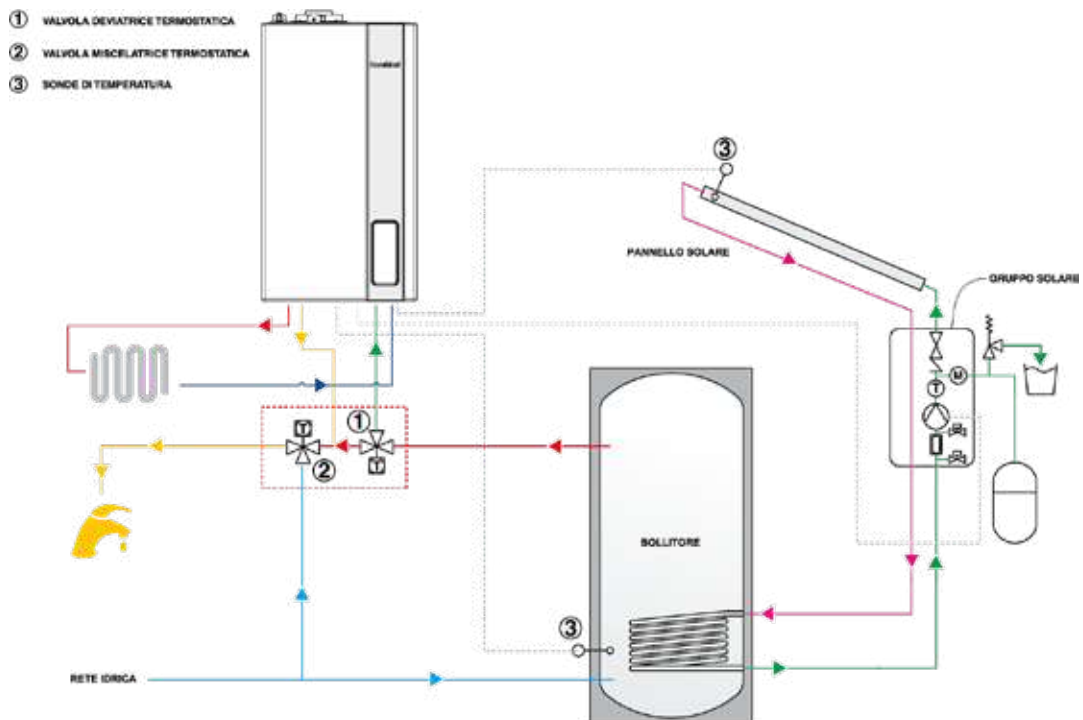 ① VALVOLA DEVIATRICE TERMOSTATICA
② VALVOLA MISCELATRICE TERMOSTATICA
③ SONDE DI TEMPERATURA
③
PANNELLO SOLARE
GRUPPO SOLARE
M
T
①
T
②
T
BOLLITORE
③
RETE IDRICA